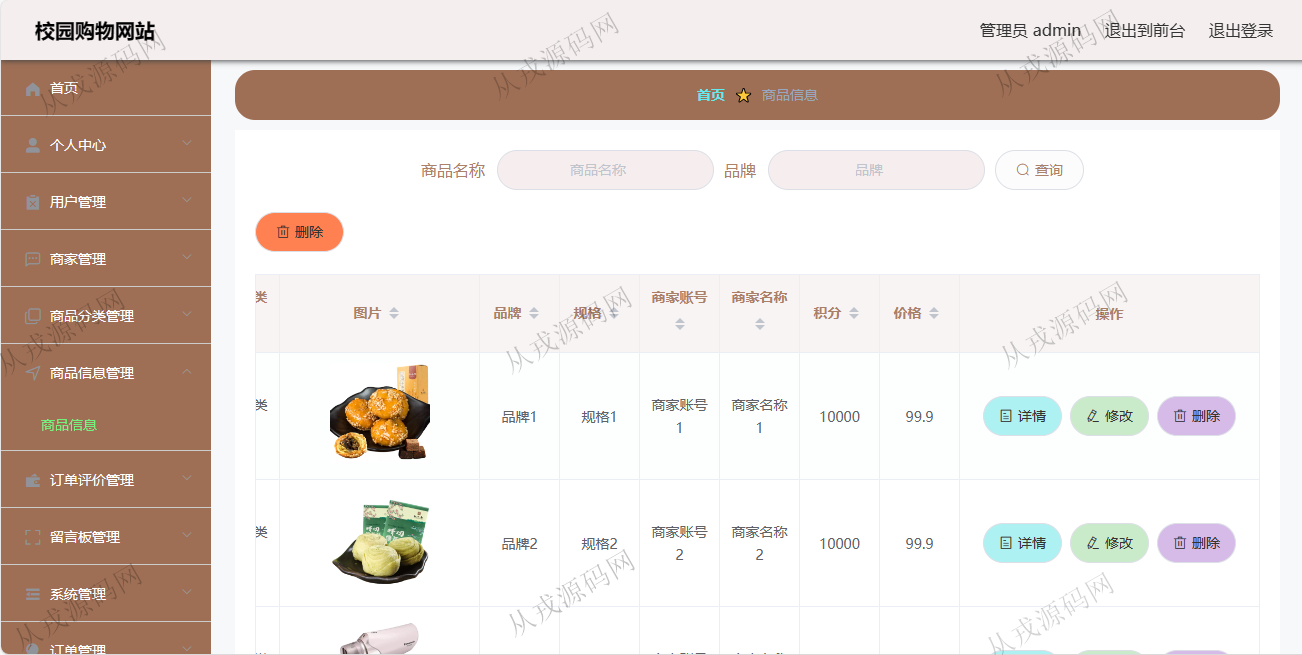 校园购物网站
管理员 admin 退出到前台 退出登录
首页
个人中心
用户管理
商家管理
商品分类管理
商品信息管理
商品信息
订单评价管理
留言板管理
系统管理
订单管理
首页 商品信息
商品名称 商品名称 品牌 品牌 查询
删除
类 图片 品牌 规格 商家账号 商家名称 积分 价格 操作
类 品牌1 规格1 商家账号1 商家名称1 10000 99.9 详情 修改 删除
类 品牌2 规格2 商家账号2 商家名称2 10000 99.9 详情 修改 删除
从戎源码网
从戎源码网
从戎源码网
从戎源码网
从戎源码网
从戎源码网
从戎源码网
从戎源码网
从戎源码网